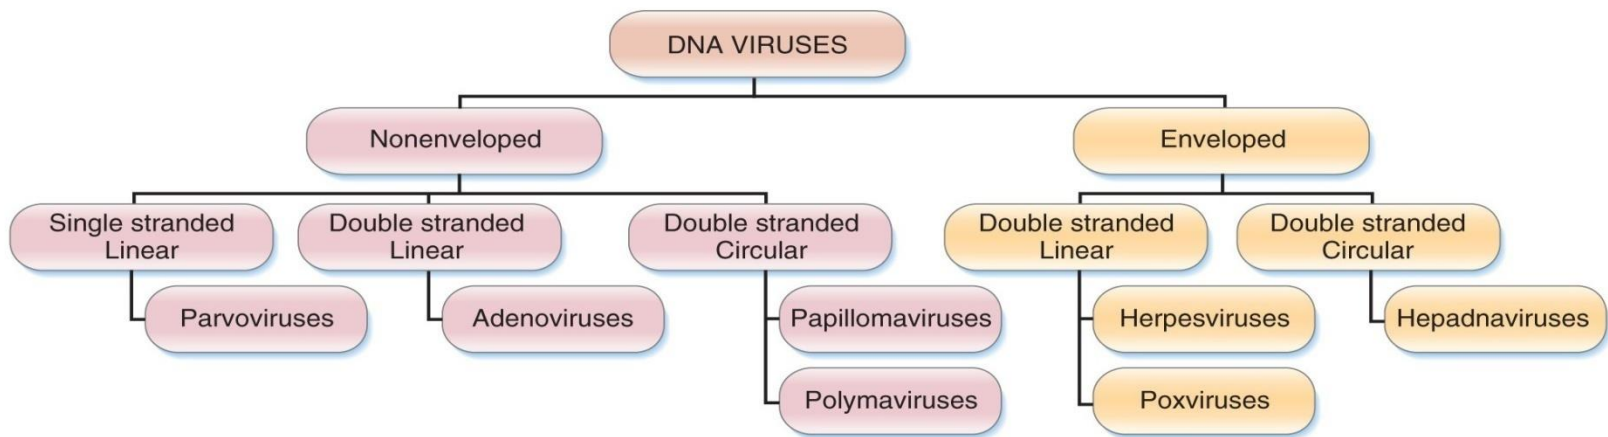 DNA VIRUSES
Nonenveloped
Enveloped
Single stranded
Linear
Double stranded
Linear
Double stranded
Circular
Double stranded
Linear
Double stranded
Circular
Parvoviruses
Adenoviruses
Papillomaviruses
Herpesviruses
Hepadnaviruses
Polymaviruses
Poxviruses